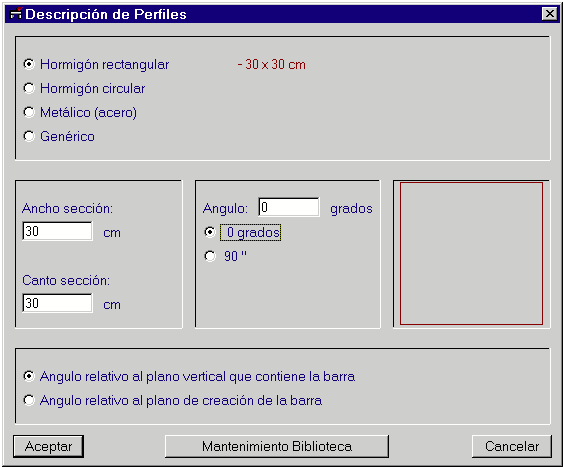 Descripción de Perfiles
Hormigón rectangular - 30 x 30 cm
Hormigón circular
Metálico (acero)
Genérico
Ancho sección:
30 cm
Canto sección:
30 cm
Angulo: 0 grados
0 grados
90 "
Angulo relativo al plano vertical que contiene la barra
Angulo relativo al plano de creación de la barra
Aceptar Mantenimiento Biblioteca Cancelar